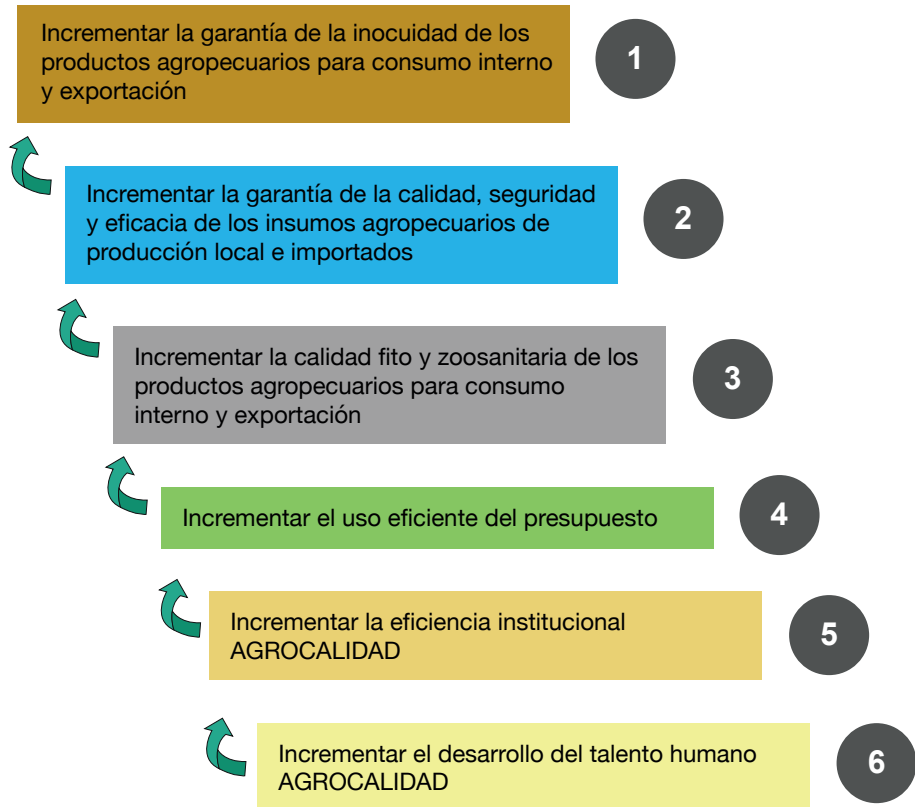 Incrementar la garantía de la inocuidad de los
productos agropecuarios para consumo interno
y exportación
1
Incrementar la garantía de la calidad, seguridad
y eficacia de los insumos agropecuarios de
producción local e importados
2
Incrementar la calidad fito y zoosanitaria de los
productos agropecuarios para consumo
interno y exportación
3
Incrementar el uso eficiente del presupuesto
4
Incrementar la eficiencia institucional
AGROCALIDAD
5
Incrementar el desarrollo del talento humano
AGROCALIDAD
6